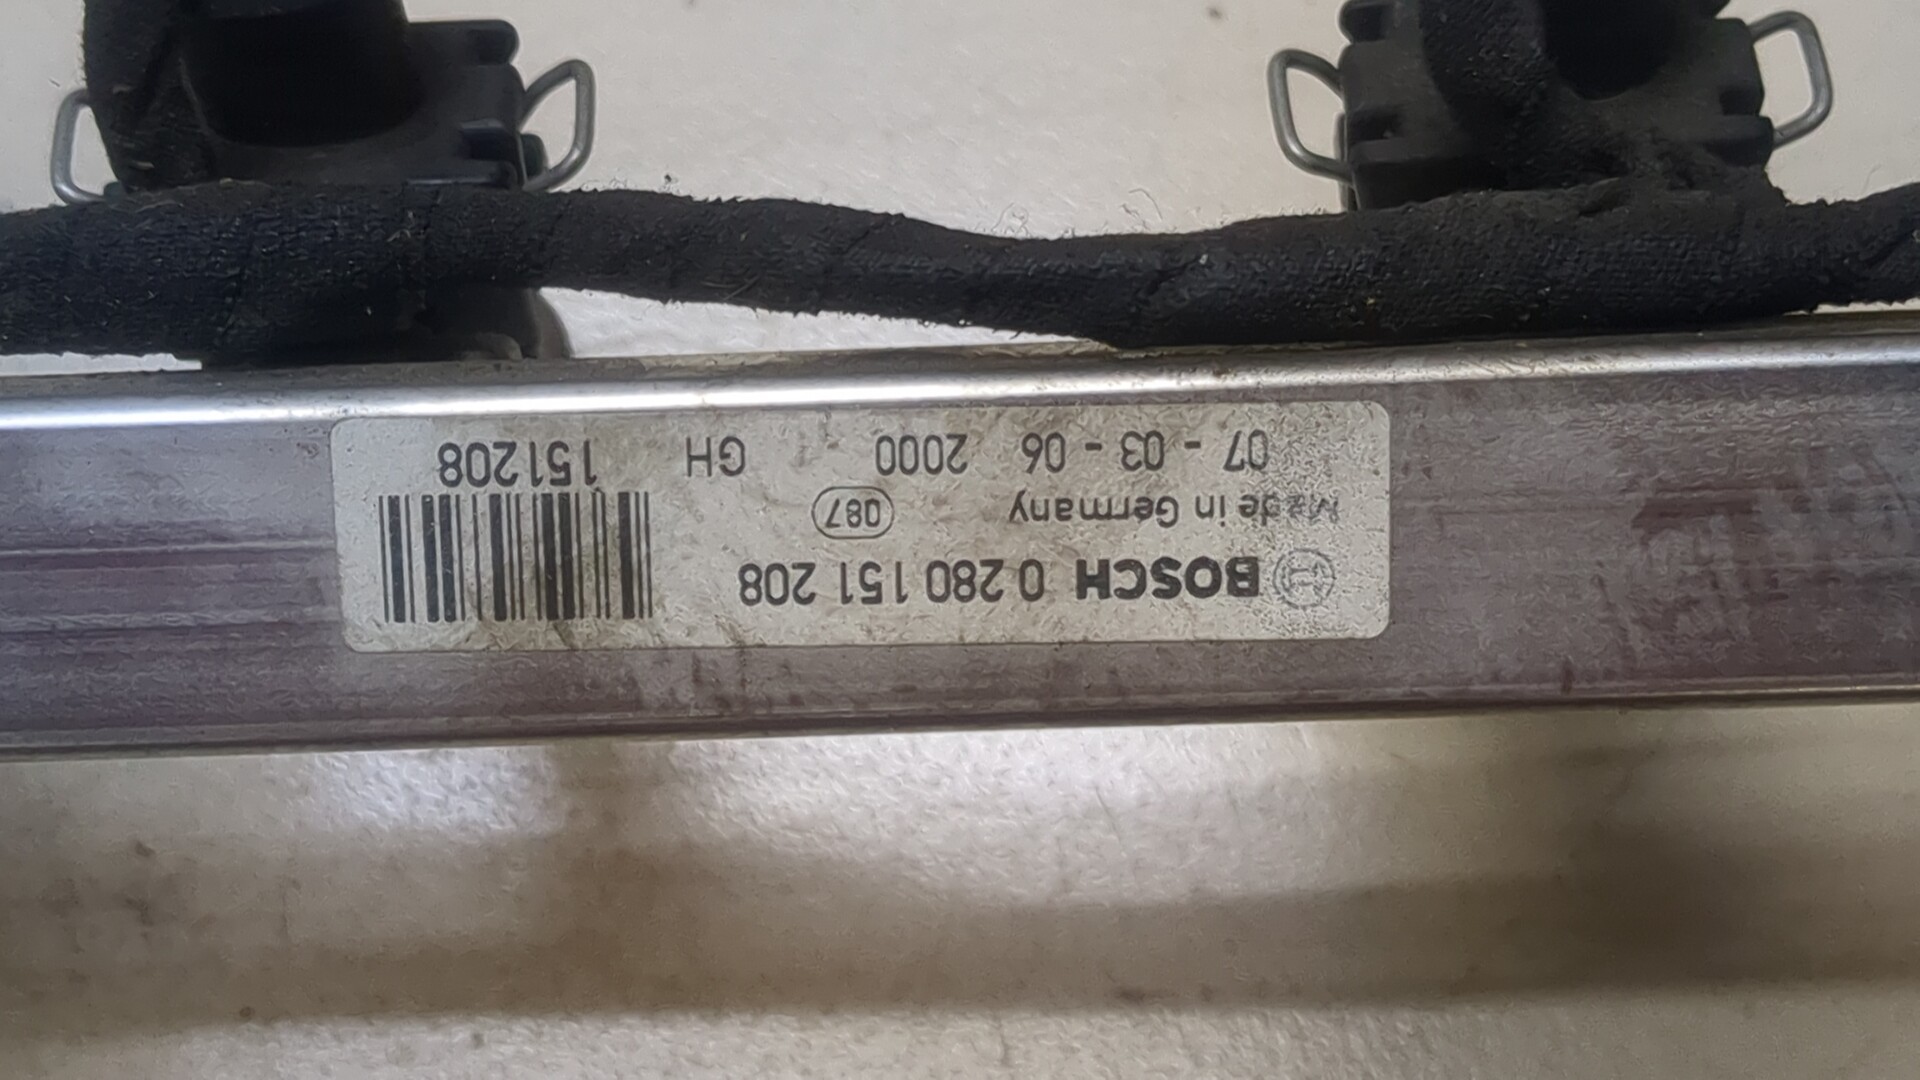 BOSCH 0 280 151 208
Made in Germany 087
07 - 03 - 06 2000 GH 151208